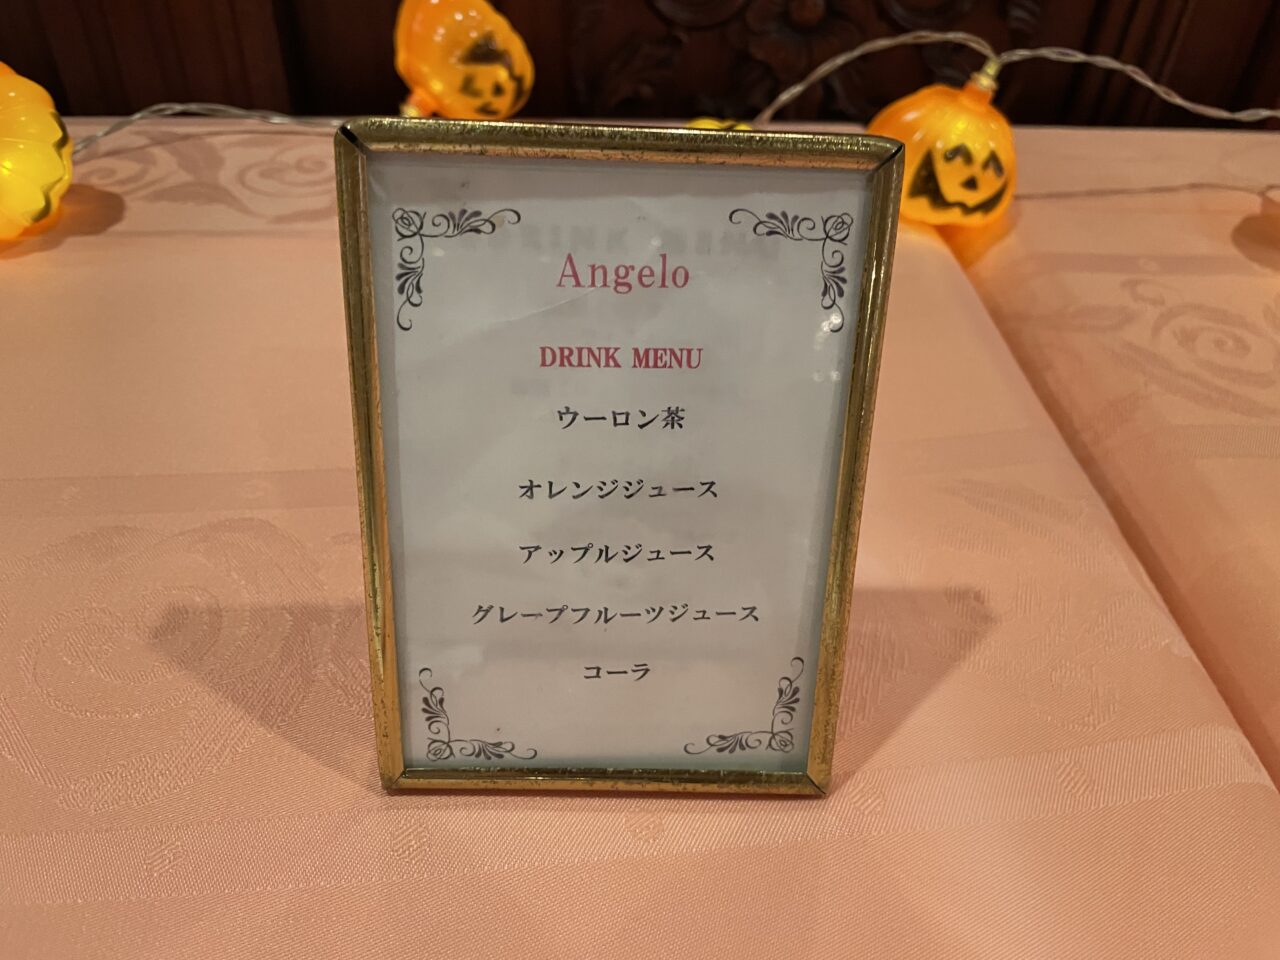 Angelo
DRINK MENU
ウーロン茶
オレンジジュース
アップルジュース
グレープフルーツジュース
コーラ